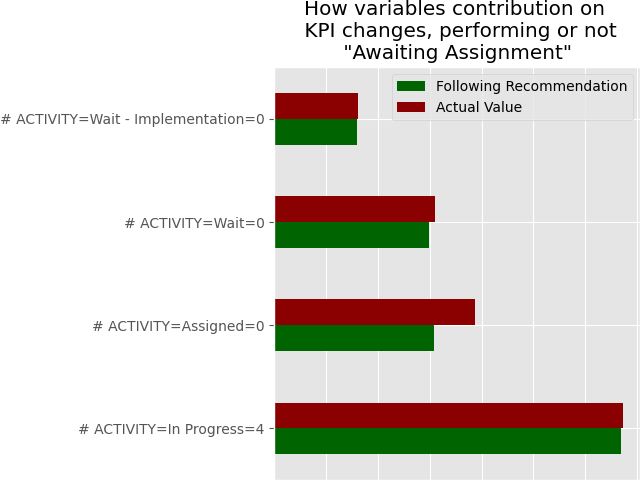 How variables contribution on
KPI changes, performing or not
"Awaiting Assignment"
Following Recommendation
Actual Value
# ACTIVITY=Wait - Implementation=0
# ACTIVITY=Wait=0
# ACTIVITY=Assigned=0
# ACTIVITY=In Progress=4